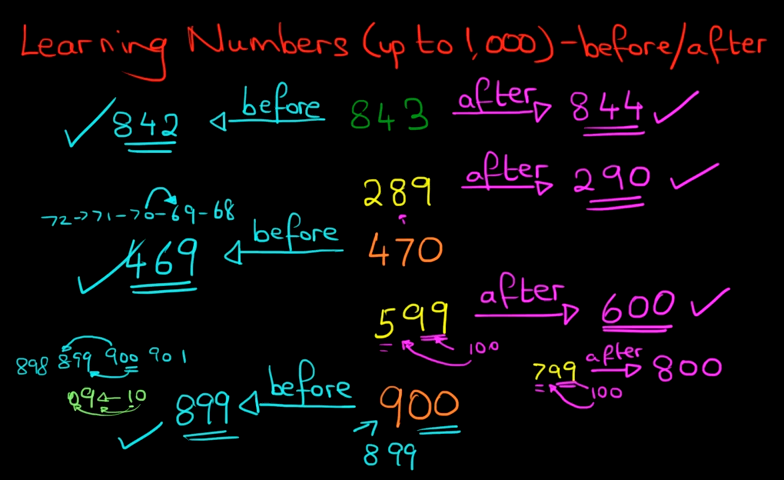 Learning Numbers (up to 1,000) - before/after
842 before 843 after 844
289 after 290
72 → 71 - 70 - 69 - 68
469 before 470
599 after 600
100
898 899 900 901
799 after 800
100
09 ← 10
899 before 900
899